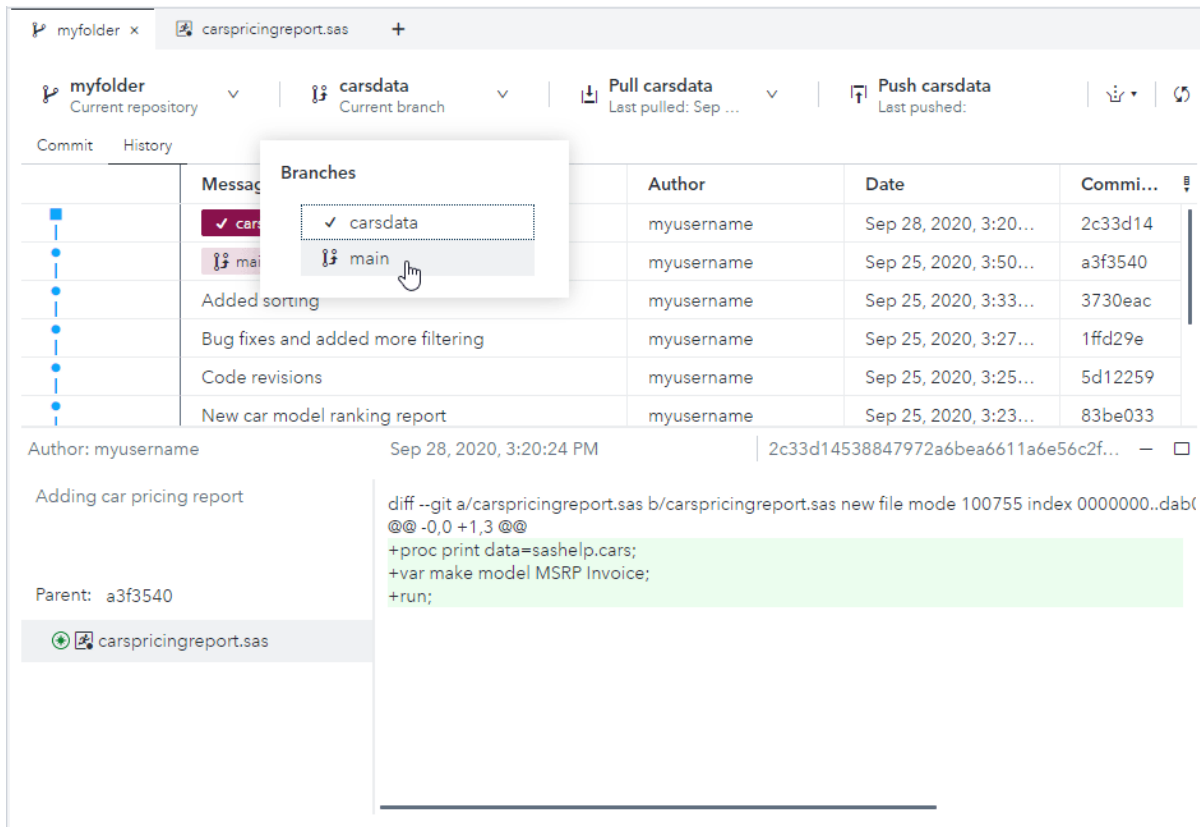 myfolder × carspricingreport.sas +
myfolder carsdata Pull carsdata Push carsdata
Current repository Current branch Last pulled: Sep ... Last pushed:
Commit History
Branches
carsdata
main
Messag Author Date Commi...
✓ cars myusername Sep 28, 2020, 3:20... 2c33d14
mai myusername Sep 25, 2020, 3:50... a3f3540
Added sorting myusername Sep 25, 2020, 3:33... 3730eac
Bug fixes and added more filtering myusername Sep 25, 2020, 3:27... 1ffd29e
Code revisions myusername Sep 25, 2020, 3:25... 5d12259
New car model ranking report myusername Sep 25, 2020, 3:23... 83be033
Author: myusername Sep 28, 2020, 3:20:24 PM 2c33d14538847972a6bea6611a6e56c2f...
Adding car pricing report
Parent: a3f3540
carspricingreport.sas
diff --git a/carspricingreport.sas b/carspricingreport.sas new file mode 100755 index 0000000..dab0
@@ -0,0 +1,3 @@
+proc print data=sashelp.cars;
+var make model MSRP Invoice;
+run;